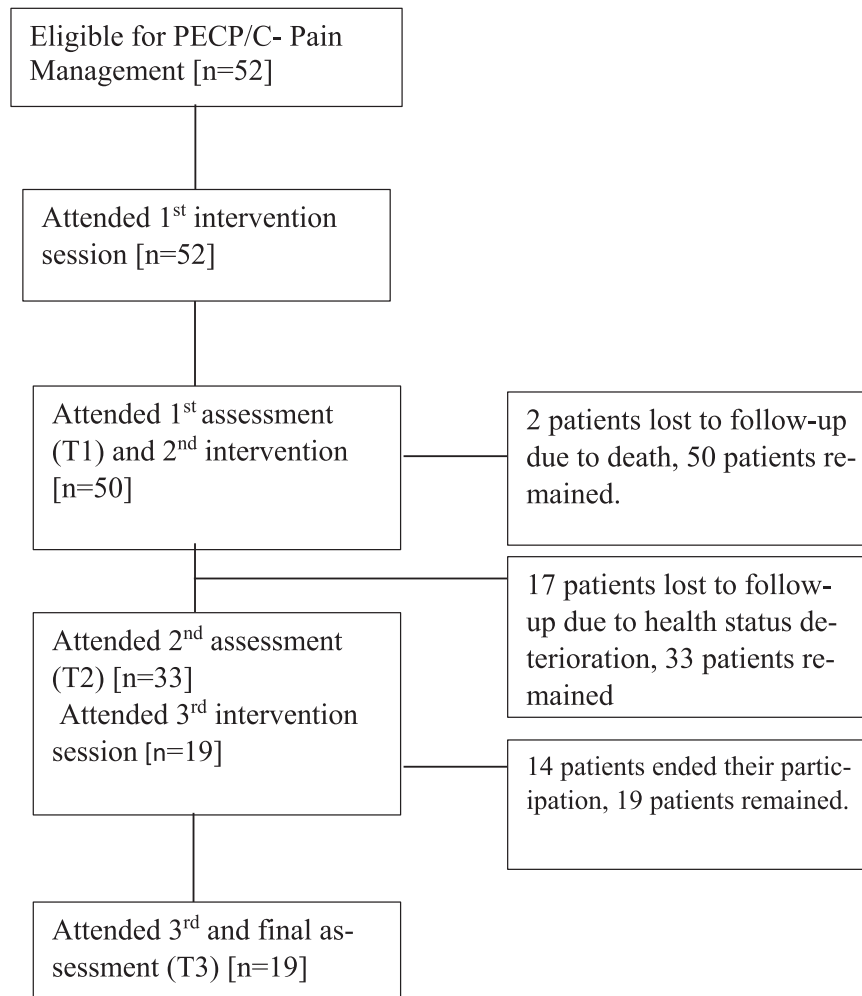 Eligible for PECP/C- Pain
Management [n=52]
Attended 1st intervention
session [n=52]
Attended 1st assessment
(T1) and 2nd intervention
[n=50]
2 patients lost to follow-up
due to death, 50 patients re-
mained.
17 patients lost to follow-
up due to health status de-
terioration, 33 patients re-
mained
Attended 2nd assessment
(T2) [n=33]
Attended 3rd intervention
session [n=19]
14 patients ended their partic-
ipation, 19 patients remained.
Attended 3rd and final as-
sessment (T3) [n=19]